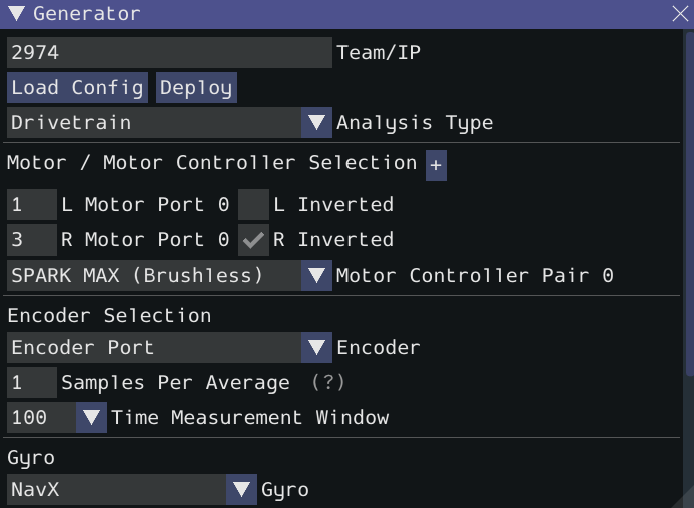 Generator
2974 Team/IP
Load Config Deploy
Drivetrain Analysis Type
Motor / Motor Controller Selection +
1 L Motor Port 0 L Inverted
3 R Motor Port 0 R Inverted
SPARK MAX (Brushless) Motor Controller Pair 0
Encoder Selection
Encoder Port Encoder
1 Samples Per Average (?)
100 Time Measurement Window
Gyro
NavX Gyro